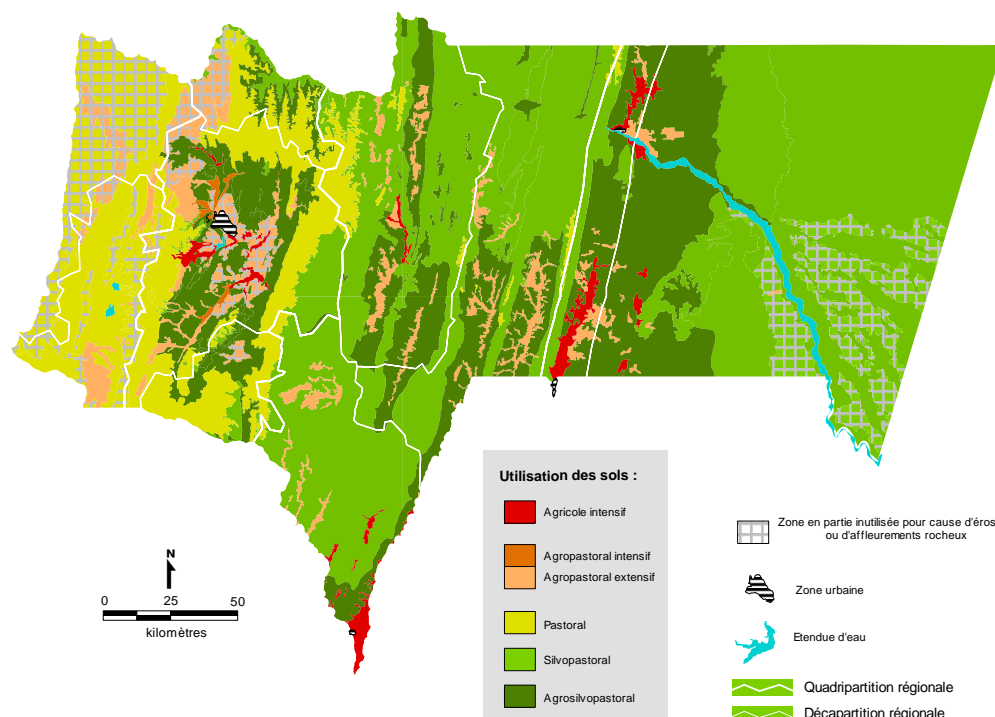 Utilisation des sols :
Agricole intensif
Agropastoral intensif
Agropastoral extensif
Pastoral
Silvopastoral
Agrosilvopastoral
N
0 25 50
kilomètres
Zone en partie inutilisée pour cause d'éros
ou d'affleurements rocheux
Zone urbaine
Etendue d'eau
Quadripartition régionale
Décapartition régionale